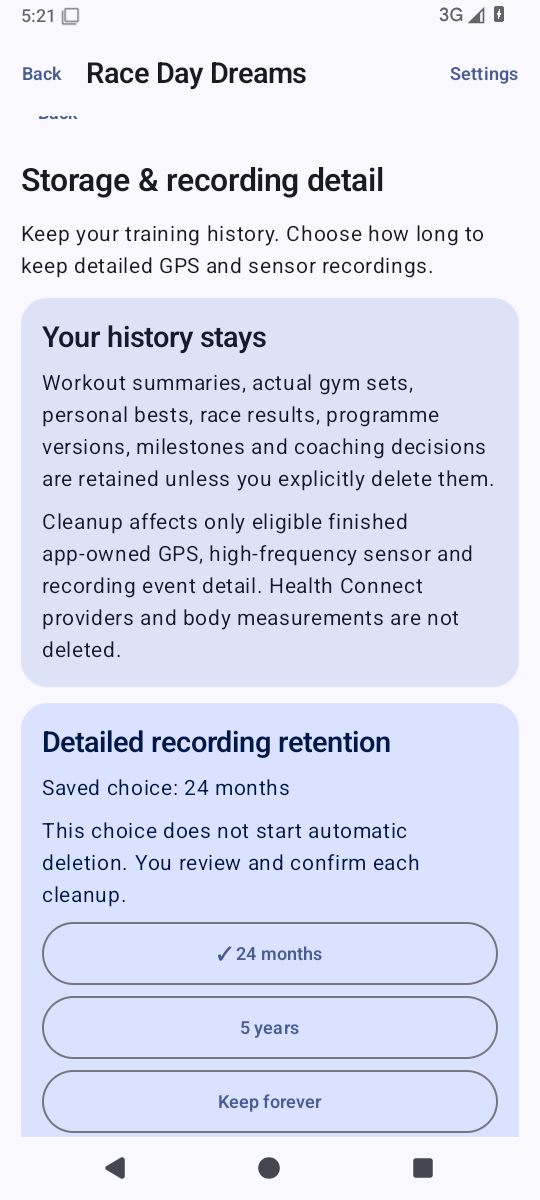 5:21
3G
Back Race Day Dreams Settings
Back
Storage & recording detail
Keep your training history. Choose how long to
keep detailed GPS and sensor recordings.
Your history stays
Workout summaries, actual gym sets,
personal bests, race results, programme
versions, milestones and coaching decisions
are retained unless you explicitly delete them.
Cleanup affects only eligible finished
app-owned GPS, high-frequency sensor and
recording event detail. Health Connect
providers and body measurements are not
deleted.
Detailed recording retention
Saved choice: 24 months
This choice does not start automatic
deletion. You review and confirm each
cleanup.
✓ 24 months
5 years
Keep forever